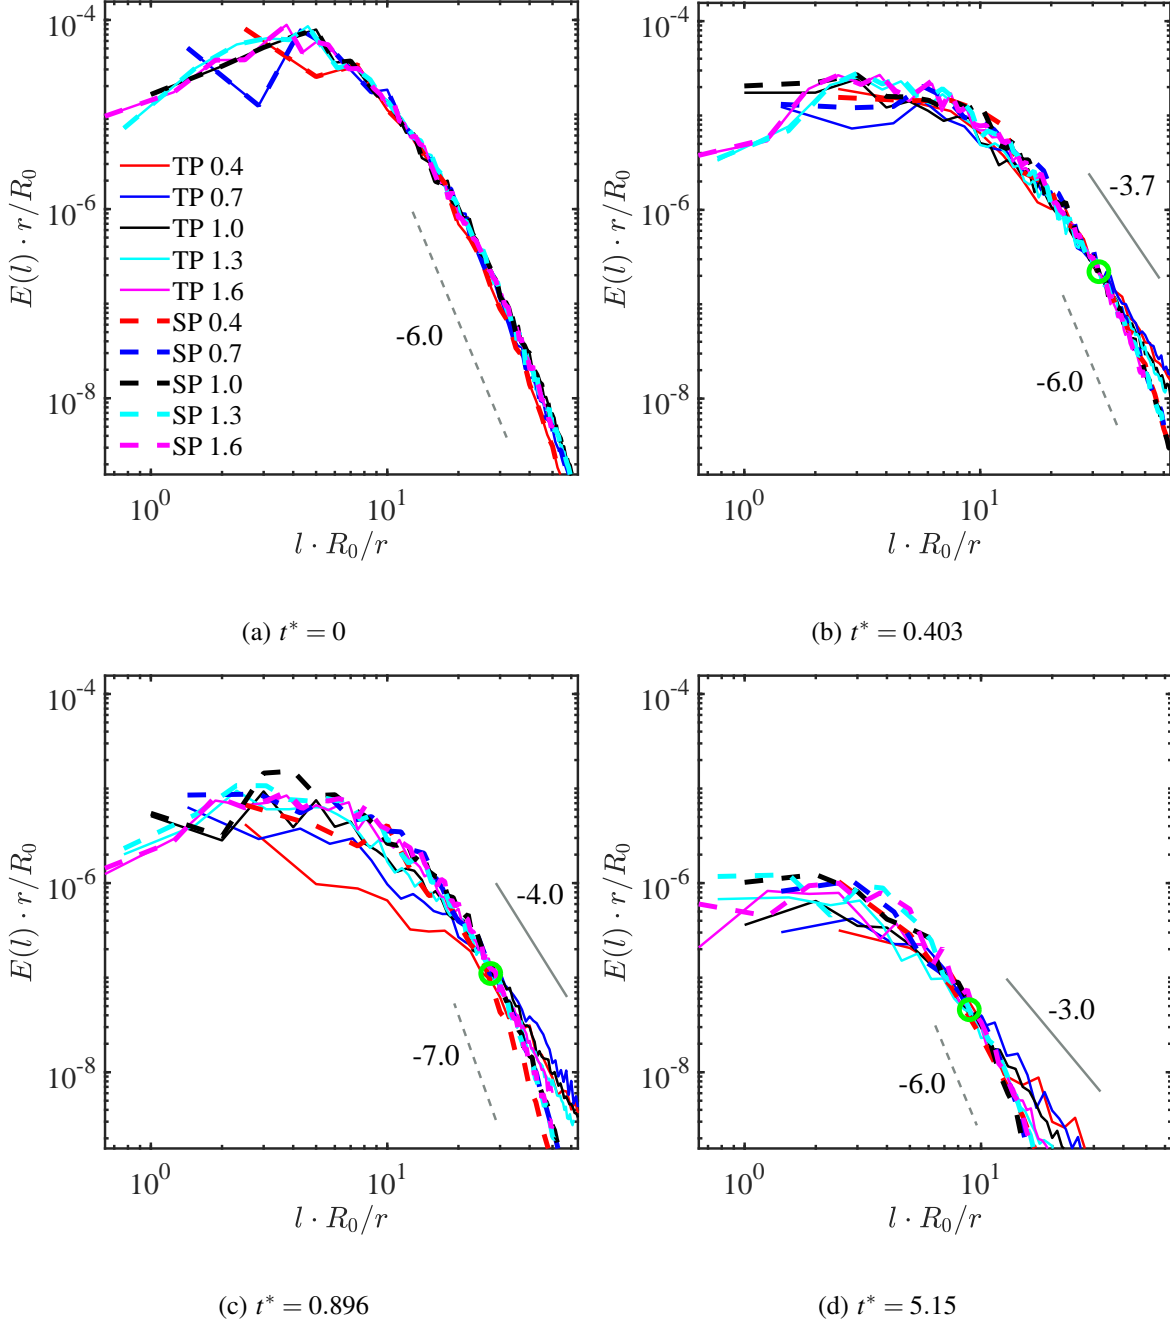 10^-4
10^-6
10^-8
E(l) · r/R_0
TP 0.4
TP 0.7
TP 1.0
TP 1.3
TP 1.6
SP 0.4
SP 0.7
SP 1.0
SP 1.3
SP 1.6
-6.0
10^0
10^1
l · R_0/r
(a) t* = 0
10^-4
10^-6
10^-8
E(l) · r/R_0
-3.7
-6.0
10^0
10^1
l · R_0/r
(b) t* = 0.403
10^-4
10^-6
10^-8
E(l) · r/R_0
-4.0
-7.0
10^0
10^1
l · R_0/r
(c) t* = 0.896
10^-4
10^-6
10^-8
E(l) · r/R_0
-3.0
-6.0
10^0
10^1
l · R_0/r
(d) t* = 5.15